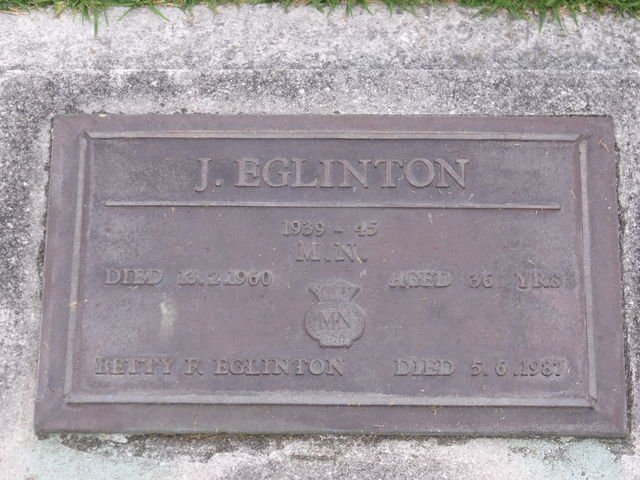 J. EGLINTON
1939 - 45
M.N.
DIED 13.2.1960 AGED 36 YRS
MN
BETTY F. EGLINTON DIED 5.6.1987